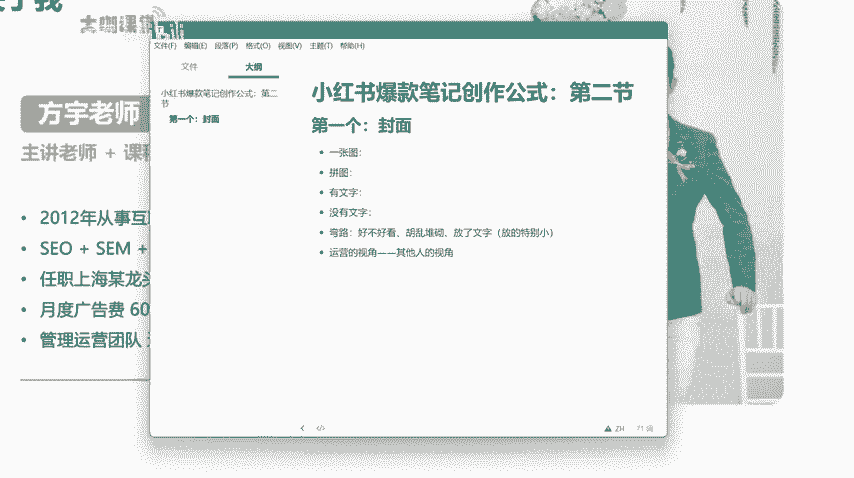 大咖课堂
文件(F) 编辑(E) 段落(P) 格式(O) 视图(V) 主题(T) 帮助(H)
文件 大纲
小红书爆款笔记创作公式：第二节
第一个：封面
小红书爆款笔记创作公式：第二节
第一个：封面
一张图：
拼图：
有文字：
没有文字：
弯路：好不好看、胡乱堆砌、放了文字（放的特别小）
运营的视角——其他人的视角
ZH 71 词
方宇老师
主讲老师 + 课程
2012年从事互
SEO + SEM +
任职上海某龙头
月度广告费 60
管理运营团队